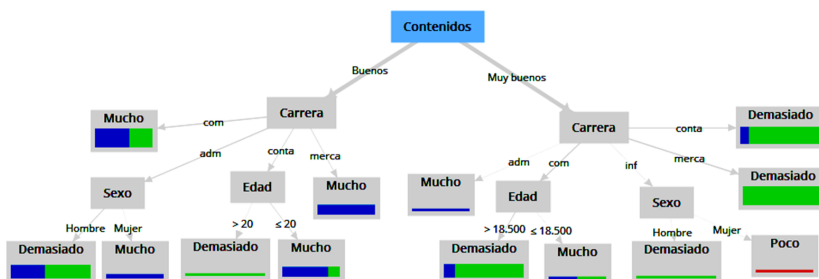 Contenidos
Buenos
Muy buenos
Mucho
com
Carrera
Carrera
conta
Demasiado
adm
conta
merca
adm
com
inf
merca
Demasiado
Sexo
Edad
Mucho
Mucho
Edad
Sexo
Hombre
Mujer
> 20
≤ 20
> 18.500
≤ 18.500
Hombre
Mujer
Demasiado
Mucho
Demasiado
Mucho
Demasiado
Mucho
Demasiado
Poco